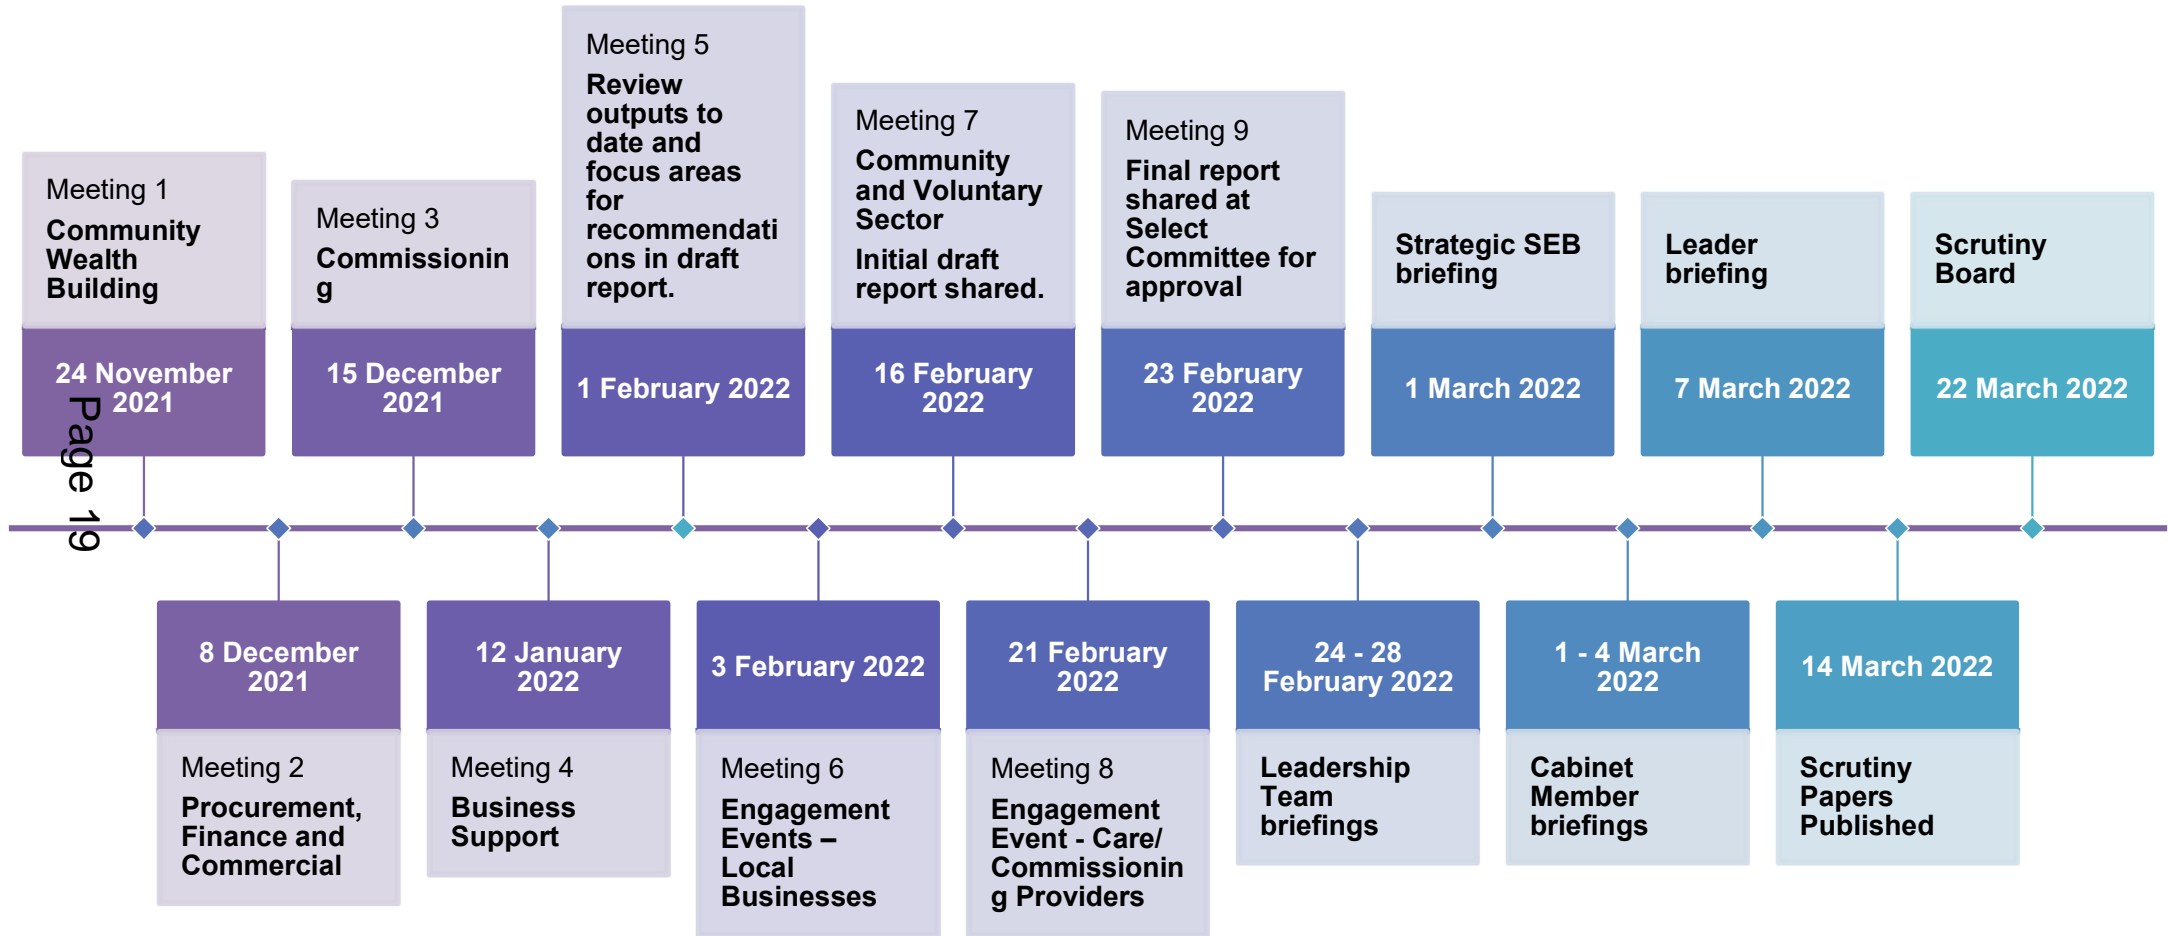 Meeting 1
Community
Wealth
Building
24 November
2021
8 December
2021
Meeting 2
Procurement,
Finance and
Commercial
Meeting 3
Commissionin
g
15 December
2021
12 January
2022
Meeting 4
Business
Support
Meeting 5
Review
outputs to
date and
focus areas
for
recommendati
ons in draft
report.
1 February 2022
3 February 2022
Meeting 6
Engagement
Events –
Local
Businesses
Meeting 7
Community
and Voluntary
Sector
Initial draft
report shared.
16 February
2022
21 February
2022
Meeting 8
Engagement
Event - Care/
Commissionin
g Providers
Meeting 9
Final report
shared at
Select
Committee for
approval
23 February
2022
24 - 28
February 2022
Leadership
Team
briefings
Strategic SEB
briefing
1 March 2022
1 - 4 March
2022
Cabinet
Member
briefings
Leader
briefing
7 March 2022
14 March 2022
Scrutiny
Papers
Published
Scrutiny
Board
22 March 2022
Page 19